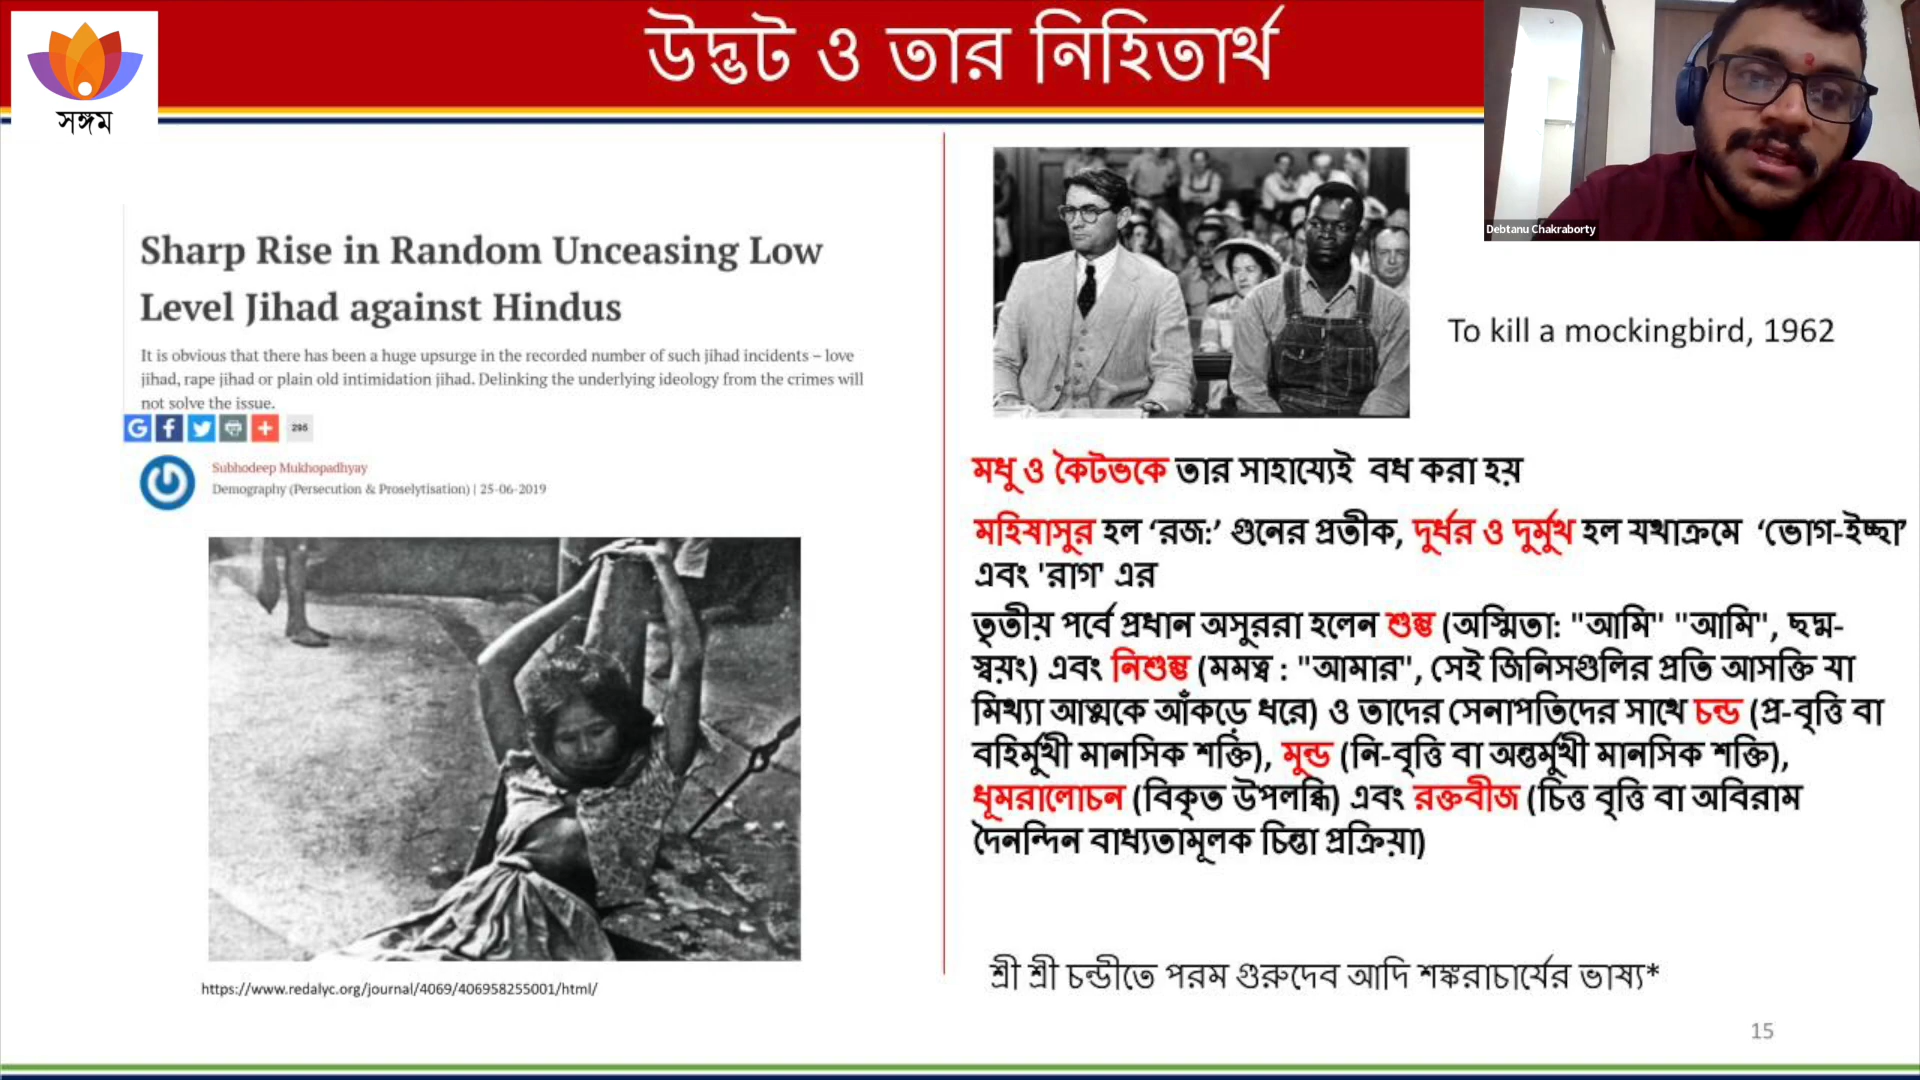 উদ্ভট ও তার নিহিতার্থ
সঙ্গম
Debtanu Chakraborty
Sharp Rise in Random Unceasing Low
Level Jihad against Hindus
It is obvious that there has been a huge upsurge in the recorded number of such jihad incidents – love
jihad, rape jihad or plain old intimidation jihad. Delinking the underlying ideology from the crimes will
not solve the issue.
296
Subhodeep Mukhopadhyay
Demography (Persecution & Proselytisation) | 25-06-2019
https://www.redalyc.org/journal/4069/406958255001/html/
To kill a mockingbird, 1962
মধু ও কৈটভকে তার সাহায্যেই বধ করা হয়
মহিষাসুর হল ‘রজ:’ গুনের প্রতীক, দুর্ধর ও দুর্মুখ হল যথাক্রমে ‘ভোগ-ইচ্ছা’
এবং 'রাগ' এর
তৃতীয় পর্বে প্রধান অসুররা হলেন শুম্ভ (অস্মিতা: "আমি" "আমি", ছদ্ম-
স্বয়ং) এবং নিশুম্ভ (মমত্ব : "আমার", সেই জিনিসগুলির প্রতি আসক্তি যা
মিথ্যা আত্মকে আঁকড়ে ধরে) ও তাদের সেনাপতিদের সাথে চন্ড (প্র-বৃত্তি বা
বহির্মুখী মানসিক শক্তি), মুন্ড (নি-বৃত্তি বা অন্তর্মুখী মানসিক শক্তি),
ধূমরালোচন (বিকৃত উপলব্ধি) এবং রক্তবীজ (চিত্ত বৃত্তি বা অবিরাম
দৈনন্দিন বাধ্যতামূলক চিন্তা প্রক্রিয়া)
শ্রী শ্রী চন্ডীতে পরম গুরুদেব আদি শঙ্করাচার্যের ভাষ্য*
15